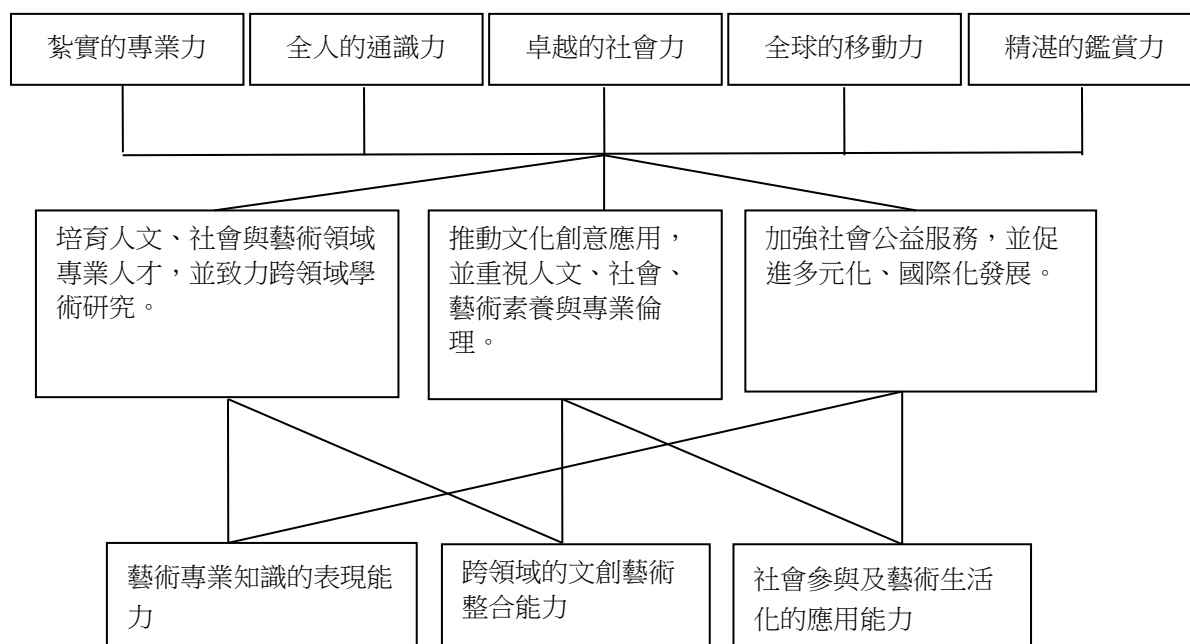 紮實的專業力
全人的通識力
卓越的社會力
全球的移動力
精湛的鑑賞力
培育人文、社會與藝術領域
專業人才，並致力跨領域學
術研究。
推動文化創意應用，
並重視人文、社會、
藝術素養與專業倫
理。
加強社會公益服務，並促
進多元化、國際化發展。
藝術專業知識的表現能
力
跨領域的文創藝術
整合能力
社會參與及藝術生活
化的應用能力